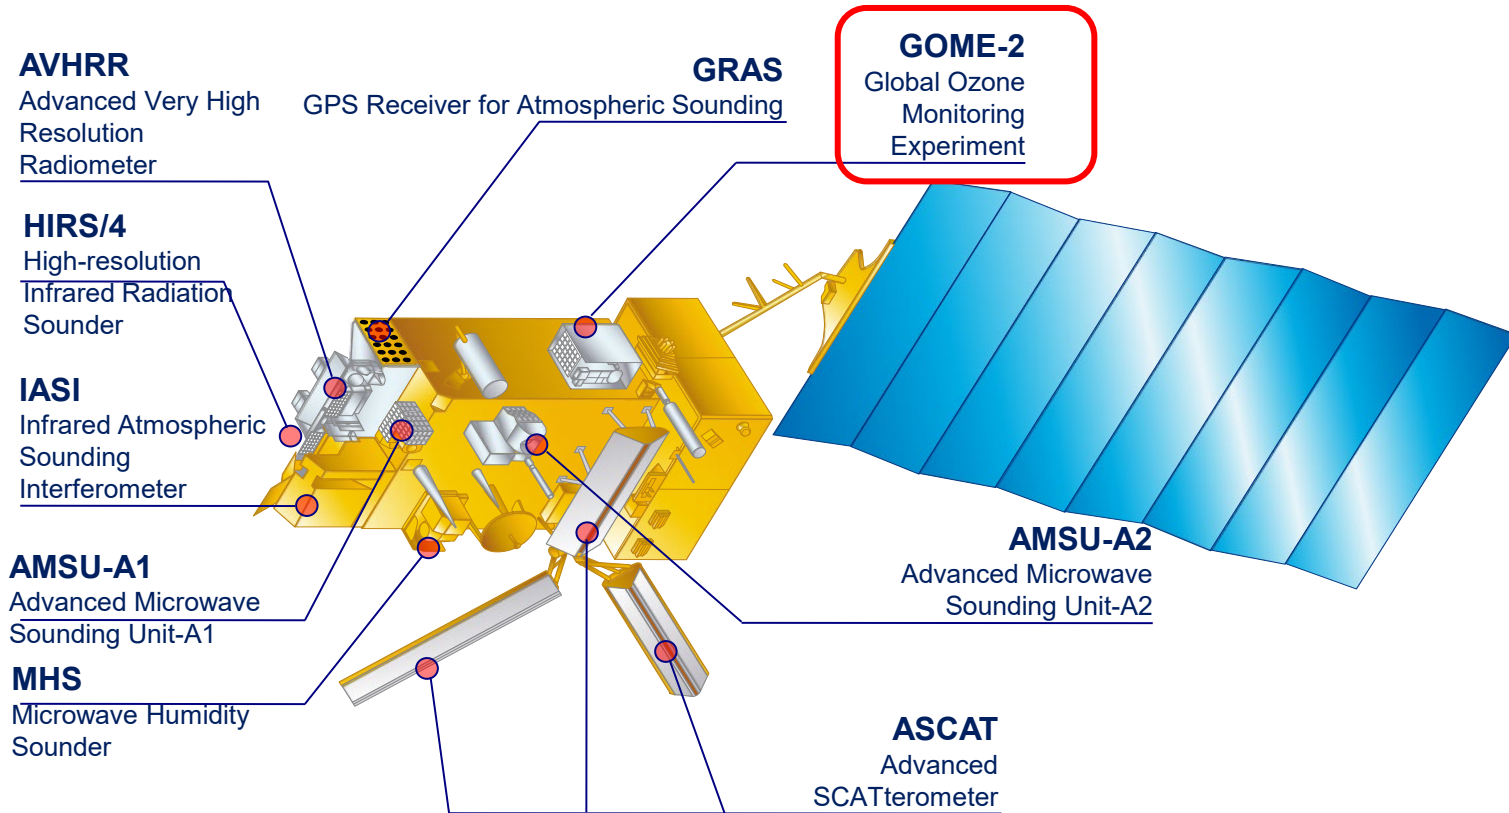 AVHRR
Advanced Very High
Resolution
Radiometer
HIRS/4
High-resolution
Infrared Radiation
Sounder
IASI
Infrared Atmospheric
Sounding
Interferometer
AMSU-A1
Advanced Microwave
Sounding Unit-A1
MHS
Microwave Humidity
Sounder
GRAS
GPS Receiver for Atmospheric Sounding
GOME-2
Global Ozone
Monitoring
Experiment
AMSU-A2
Advanced Microwave
Sounding Unit-A2
ASCAT
Advanced
SCATterometer